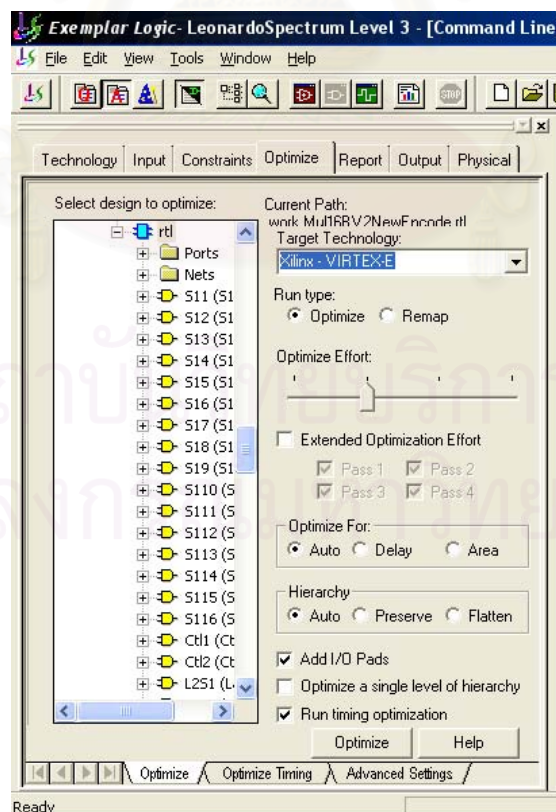 Exemplar Logic- LeonardoSpectrum Level 3 - [Command Line
File Edit View Tools Window Help
Technology Input Constraints Optimize Report Output Physical
Select design to optimize:
rtl
Ports
Nets
S11 (S1
S12 (S1
S13 (S1
S14 (S1
S15 (S1
S16 (S1
S17 (S1
S18 (S1
S19 (S1
S110 (S
S111 (S
S112 (S
S113 (S
S114 (S
S115 (S
S116 (S
Ctl1 (Ct
Ctl2 (Ct
L2S1 (L
Current Path:
work.Mul16BV2NewEncode.rtl
Target Technology:
Xilinx - VIRTEX-E
Run type:
Optimize Remap
Optimize Effort:
Extended Optimization Effort
Pass 1 Pass 2
Pass 3 Pass 4
Optimize For:
Auto Delay Area
Hierarchy
Auto Preserve Flatten
Add I/O Pads
Optimize a single level of hierarchy
Run timing optimization
Optimize Help
Optimize Optimize Timing Advanced Settings
Ready
STOP